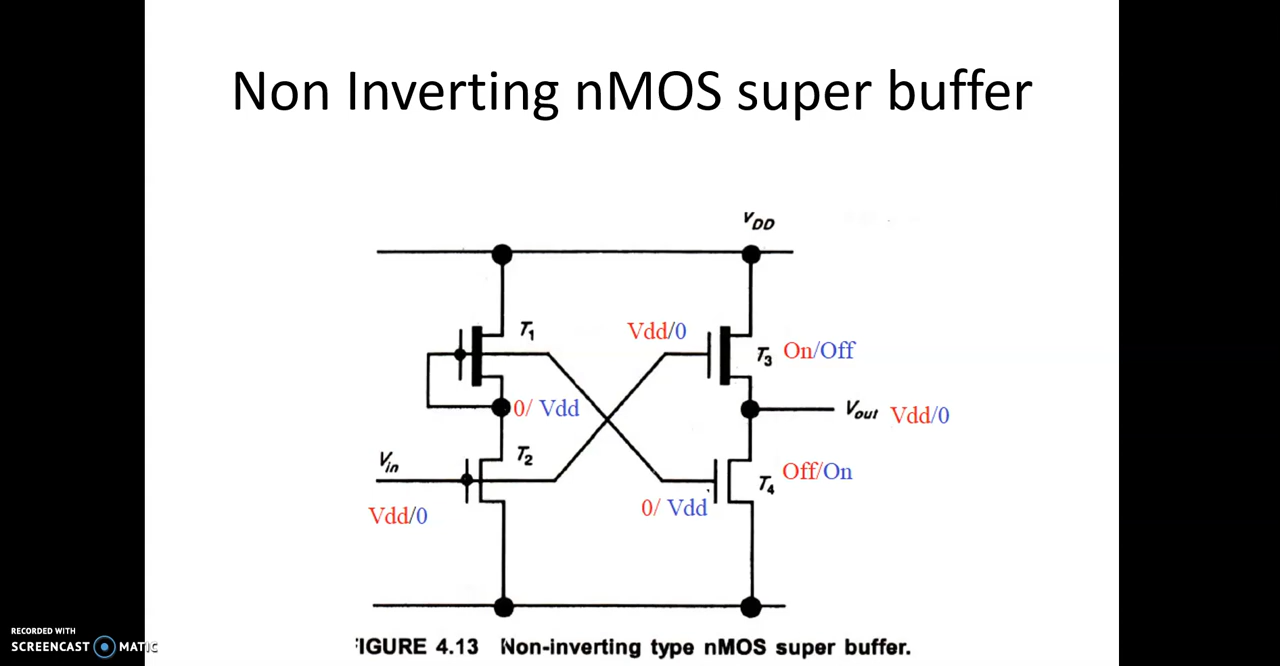 Non Inverting nMOS super buffer
VDD
T1
Vdd/0
T3 On/Off
0/ Vdd
Vout Vdd/0
Vin
T2
T4 Off/On
Vdd/0
0/ Vdd
RECORDED WITH
SCREENCAST MATIC
IGURE 4.13 Non-inverting type nMOS super buffer.